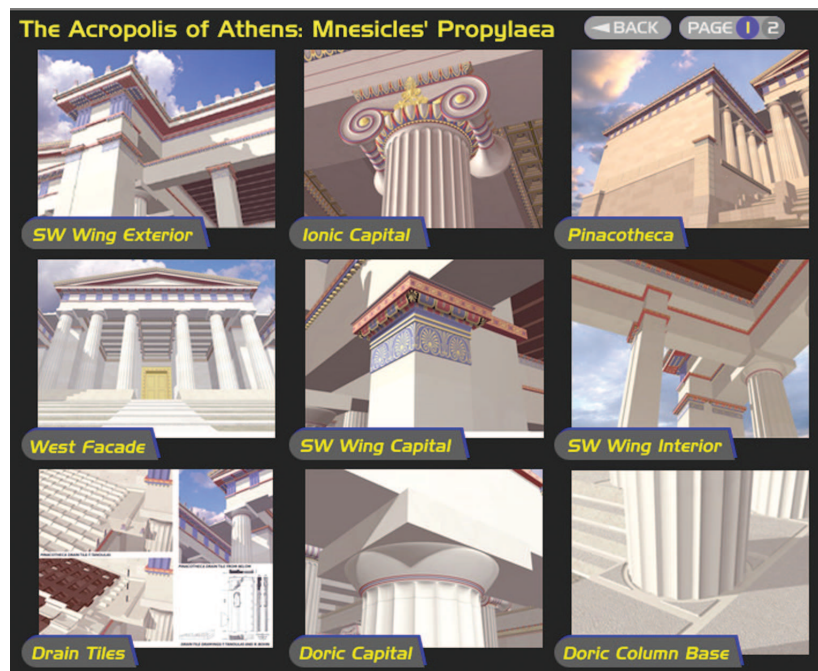 The Acropolis of Athens: Mnesicles' Propylaea
BACK PAGE 1 2
SW Wing Exterior
Ionic Capital
Pinacotheca
West Facade
SW Wing Capital
SW Wing Interior
Drain Tiles
Doric Capital
Doric Column Base